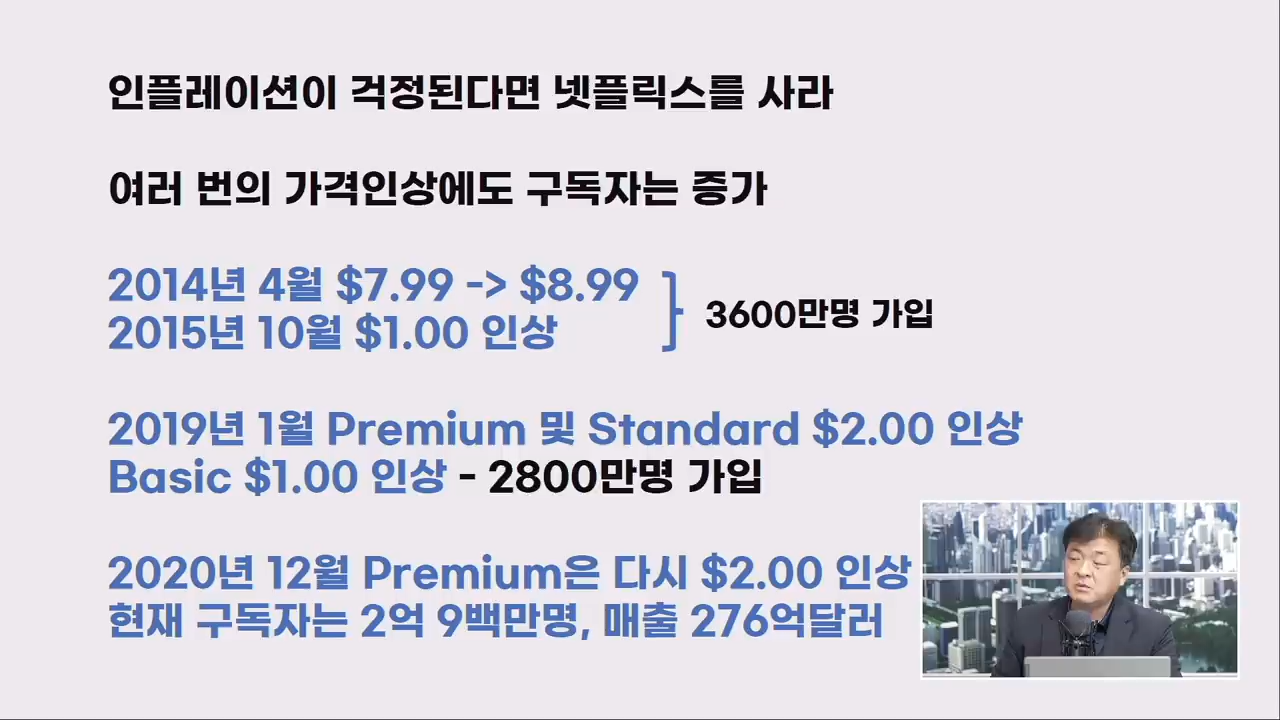 인플레이션이 걱정된다면 넷플릭스를 사라
여러 번의 가격인상에도 구독자는 증가
2014년 4월 $7.99 -> $8.99
2015년 10월 $1.00 인상
3600만명 가입
2019년 1월 Premium 및 Standard $2.00 인상
Basic $1.00 인상 - 2800만명 가입
2020년 12월 Premium은 다시 $2.00 인상
현재 구독자는 2억 9백만명, 매출 276억달러